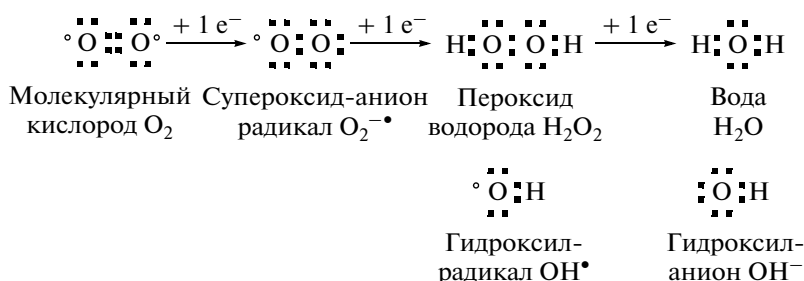 + 1 e⁻ + 1 e⁻ + 1 e⁻
O O O O H O O H H O H
Молекулярный Супероксид-анион Пероксид Вода
кислород O₂ радикал O₂⁻• водорода H₂O₂ H₂O
O H O H
Гидроксил- Гидроксил-
радикал OH• анион OH⁻